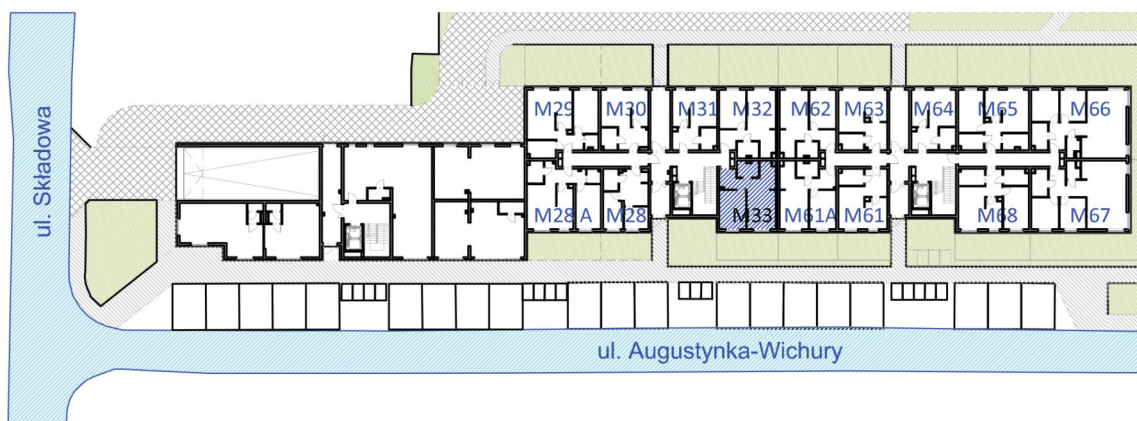 ul. Składowa
M29
M30
M31
M32
M62
M63
M64
M65
M66
M28 A
M28
M33
M61A
M61
M68
M67
ul. Augustynka-Wichury